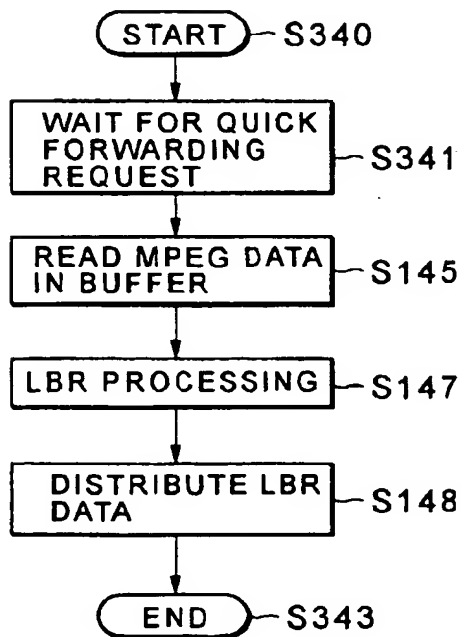 START S340
WAIT FOR QUICK
FORWARDING
REQUEST
S341
READ MPEG DATA
IN BUFFER
S145
LBR PROCESSING S147
DISTRIBUTE LBR
DATA
S148
END S343